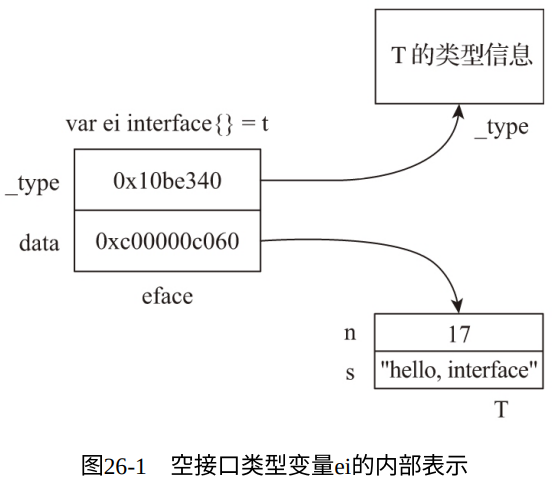 T 的类型信息
var ei interface{} = t
_type
_type
0x10be340
data
0xc00000c060
eface
n
17
s
"hello, interface"
T
图26-1 空接口类型变量ei的内部表示